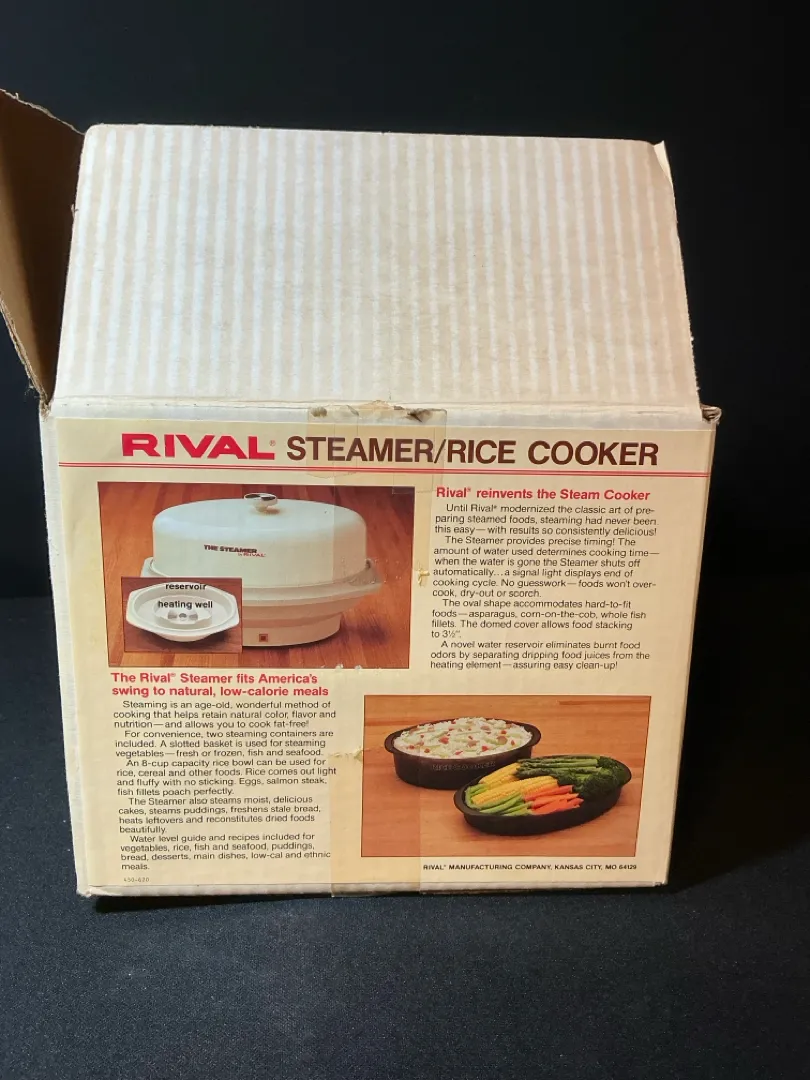 RIVAL® STEAMER/RICE COOKER
THE STEAMER
by RIVAL
reservoir
heating well
Rival® reinvents the Steam Cooker
Until Rival® modernized the classic art of pre-
paring steamed foods, steaming had never been
this easy—with results so consistently delicious!
The Steamer provides precise timing! The
amount of water used determines cooking time—
when the water is gone the Steamer shuts off
automatically...a signal light displays end of
cooking cycle. No guesswork—foods won't over-
cook, dry-out or scorch.
The oval shape accommodates hard-to-fit
foods—asparagus, corn-on-the-cob, whole fish
fillets. The domed cover allows food stacking
to 3½".
A novel water reservoir eliminates burnt food
odors by separating dripping food juices from the
heating element—assuring easy clean-up!
The Rival® Steamer fits America's
swing to natural, low-calorie meals
Steaming is an age-old, wonderful method of
cooking that helps retain natural color, flavor and
nutrition—and allows you to cook fat-free!
For convenience, two steaming containers are
included. A slotted basket is used for steaming
vegetables—fresh or frozen, fish and seafood.
An 8-cup capacity rice bowl can be used for
rice, cereal and other foods. Rice comes out light
and fluffy with no sticking. Eggs, salmon steak,
fish fillets poach perfectly.
The Steamer also steams moist, delicious
cakes, steams puddings, freshens stale bread,
heats leftovers and reconstitutes dried foods
beautifully.
Water level guide and recipes included for
vegetables, rice, fish and seafood, puddings,
bread, desserts, main dishes, low-cal and ethnic
meals.
RIVAL® MANUFACTURING COMPANY, KANSAS CITY, MO 64129